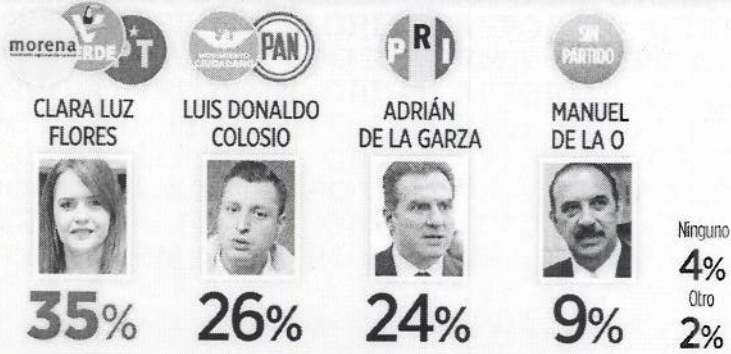 morena
VERDE
PT
MOVIMIENTO
CIUDADANO
PAN
PRI
SIN
PARTIDO
CLARA LUZ
FLORES
LUIS DONALDO
COLOSIO
ADRIÁN
DE LA GARZA
MANUEL
DE LA O
35%
26%
24%
9%
Ninguno
4%
Otro
2%